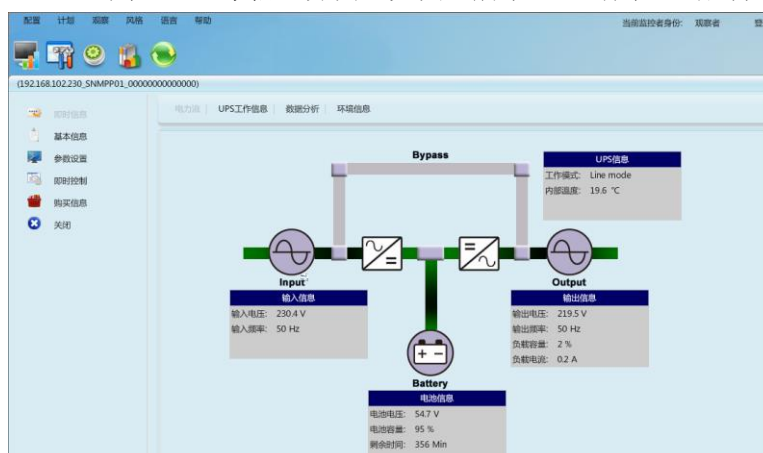 配置 计划 观察 风格 语言 帮助
当前监控者身份: 观察者
(192.168.102.230_SNMPP01_00000000000000)
即时信息
基本信息
参数设置
即时控制
购买信息
关闭
电力流 UPS工作信息 数据分析 环境信息
Bypass
UPS信息
工作模式: Line mode
内部温度: 19.6 ℃
Input
输入信息
输入电压: 230.4 V
输入频率: 50 Hz
Output
输出信息
输出电压: 219.5 V
输出频率: 50 Hz
负载容量: 2 %
负载电流: 0.2 A
Battery
电池信息
电池电压: 54.7 V
电池容量: 95 %
剩余时间: 356 Min